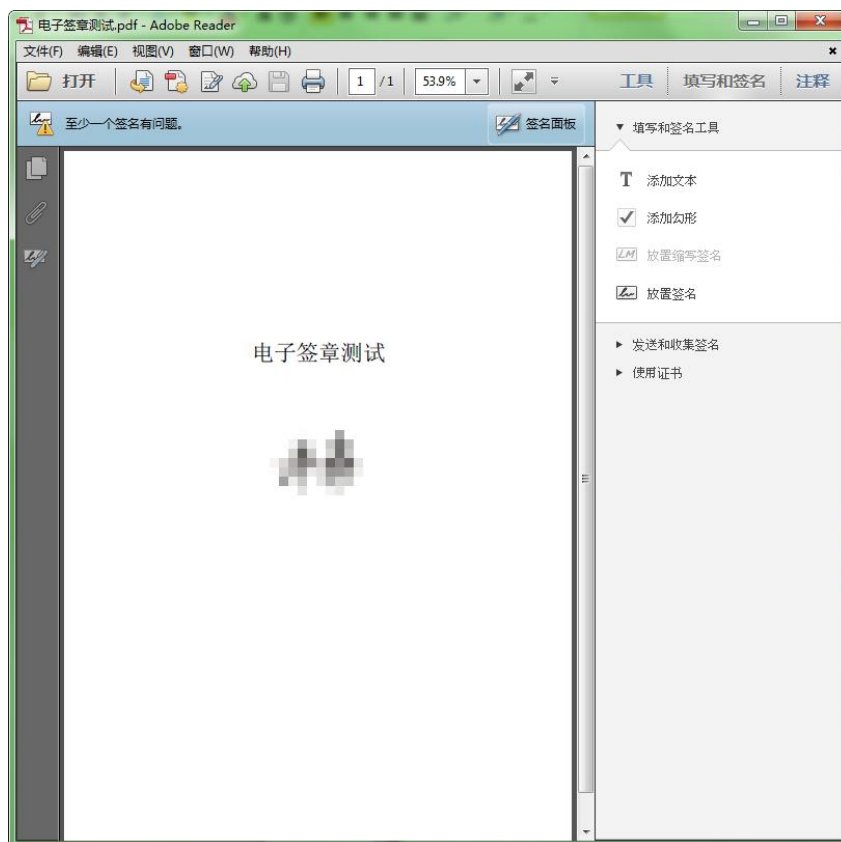 电子签章测试.pdf - Adobe Reader
文件(F) 编辑(E) 视图(V) 窗口(W) 帮助(H)
打开 1 /1 53.9% 工具 填写和签名 注释
至少一个签名有问题。 签名面板
填写和签名工具
T 添加文本
添加勾形
LM 放置缩写签名
放置签名
发送和收集签名
使用证书
电子签章测试